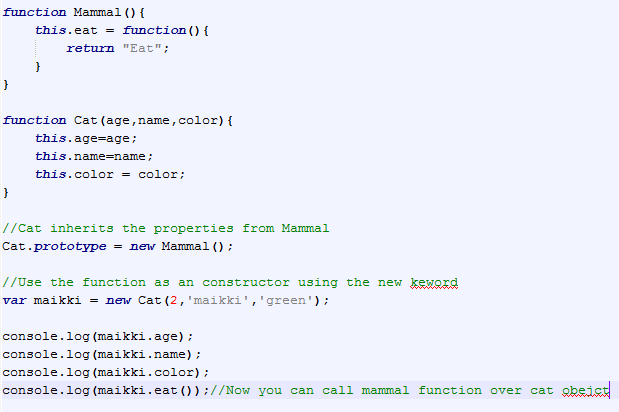 function Mammal(){
    this.eat = function(){
        return "Eat";
    }
}

function Cat(age,name,color){
    this.age=age;
    this.name=name;
    this.color = color;
}

//Cat inherits the properties from Mammal
Cat.prototype = new Mammal();

//Use the function as an constructor using the new keword
var maikki = new Cat(2,'maikki','green');

console.log(maikki.age);
console.log(maikki.name);
console.log(maikki.color);
console.log(maikki.eat());//Now you can call mammal function over cat obejct